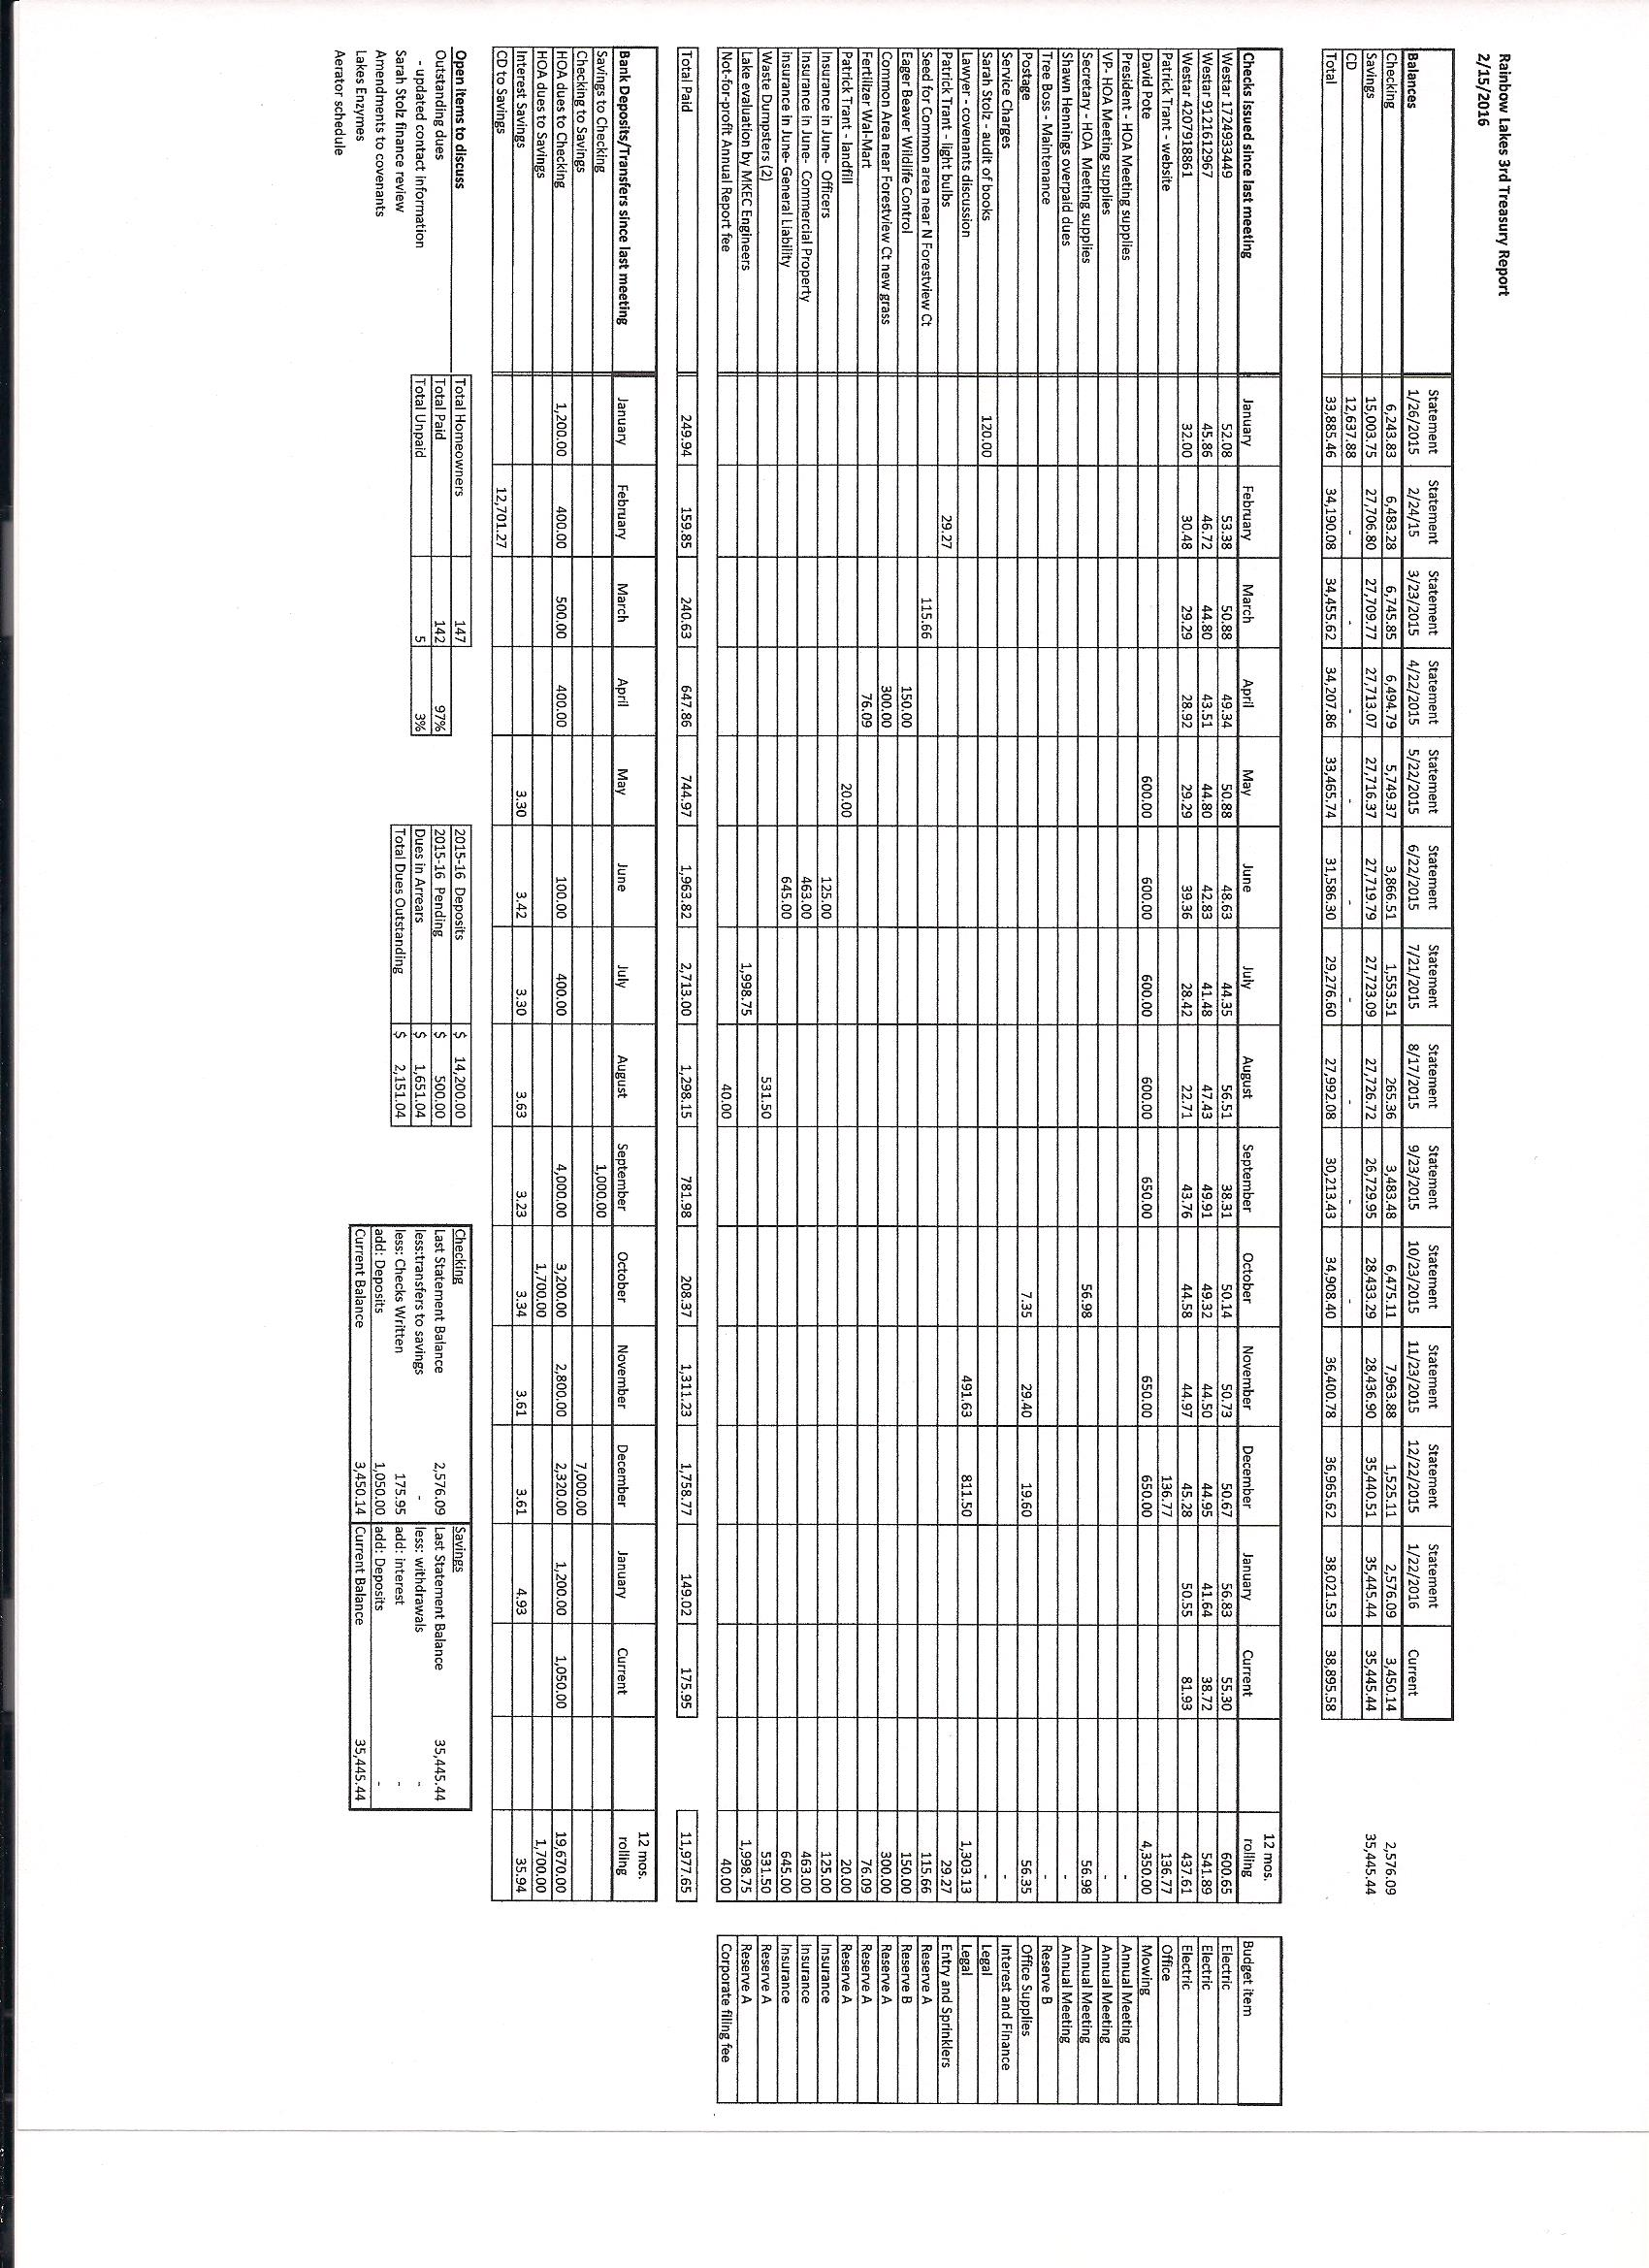 Rainbow Lakes 3rd Treasury Report
2/15/2016
Statement Statement Statement Statement Statement Statement Statement Statement Statement Statement Statement Statement Statement
Balances 1/26/2015 2/24/15 3/23/2015 4/22/2015 5/22/2015 6/22/2015 7/21/2015 8/17/2015 9/23/2015 10/23/2015 11/23/2015 12/22/2015 1/22/2016 Current
Checking 6,243.83 6,483.28 6,745.85 6,494.79 5,749.37 3,866.51 1,553.51 265.36 3,483.48 6,475.11 7,963.88 1,525.11 2,576.09 3,450.14 2,576.09
Savings 15,003.75 27,706.80 27,709.77 27,713.07 27,716.37 27,719.79 27,723.09 27,726.72 26,729.95 28,433.29 28,436.90 35,440.51 35,445.44 35,445.44 35,445.44
CD 12,637.88 - - - - - - - - -
Total 33,885.46 34,190.08 34,455.62 34,207.86 33,465.74 31,586.30 29,276.60 27,992.08 30,213.43 34,908.40 36,400.78 36,965.62 38,021.53 38,895.58
12 mos.
Checks issued since last meeting January February March April May June July August September October November December January Current rolling Budget item
Westar 1724933449 52.08 53.38 50.88 49.34 50.88 48.63 44.35 56.51 38.31 50.14 50.73 50.67 56.83 55.30 600.65 Electric
Westar 9121612967 45.86 46.72 44.80 43.51 44.80 42.83 41.48 47.43 49.91 49.32 44.50 44.95 41.64 38.72 541.89 Electric
Westar 4207918861 32.00 30.48 29.29 28.92 29.29 39.36 28.42 22.71 43.76 44.58 44.97 45.28 50.55 81.93 437.61 Electric
Patrick Trant - website 136.77 136.77 Office
David Pote 600.00 600.00 600.00 600.00 650.00 650.00 650.00 4,350.00 Mowing
President - HOA Meeting supplies - Annual Meeting
VP- HOA Meeting supplies - Annual Meeting
Secretary - HOA Meeting supplies 56.98 56.98 Annual Meeting
Shawn Hennings overpaid dues - Annual Meeting
Tree Boss - Maintenance - Reserve B
Postage 7.35 29.40 19.60 56.35 Office Supplies
Service Charges - Interest and Finance
Sarah Stolz - audit of books 120.00 - Legal
Lawyer - covenants discussion 491.63 811.50 1,303.13 Legal
Patrick Trant - light bulbs 29.27 29.27 Entry and Sprinklers
Seed for Common area near N Forestview Ct 115.66 115.66 Reserve A
Eager Beaver Wildlife Control 150.00 150.00 Reserve B
Common Area near Forestview Ct new grass 300.00 300.00 Reserve A
Fertilizer Wal-Mart 76.09 76.09 Reserve A
Patrick Trant - landfill 20.00 20.00 Reserve A
Insurance in June- Officers 125.00 125.00 Insurance
Insurance in June- Commercial Property 463.00 463.00 Insurance
Insurance in June- General Liability 645.00 645.00 Insurance
Waste Dumpsters (2) 531.50 531.50 Reserve A
Lake evaluation by MKEC Engineers 1,998.75 1,998.75 Reserve A
Not-for-profit Annual Report fee 40.00 40.00 Corporate filing fee
Total Paid 249.94 159.85 240.63 647.86 744.97 1,963.82 2,713.00 1,298.15 781.98 208.37 1,311.23 1,758.77 149.02 175.95 11,977.65
12 mos.
Bank Deposits/Transfers since last meeting January February March April May June July August September October November December January Current rolling
Savings to Checking 1,000.00
Checking to Savings 7,000.00
HOA dues to Checking 1,200.00 400.00 500.00 400.00 100.00 400.00 4,000.00 3,200.00 2,800.00 2,320.00 1,200.00 1,050.00 19,670.00
HOA dues to Savings 1,700.00 1,700.00
Interest Savings 3.30 3.42 3.30 3.63 3.23 3.34 3.61 3.61 4.93 35.94
CD to Savings 12,701.27
Open items to discuss Total Homeowners 147 2015-16 Deposits $ 14,200.00 Checking Savings
Outstanding dues Total Paid 142 97% 2015-16 Pending $ 500.00 Last Statement Balance 2,576.09 Last Statement Balance 35,445.44
- updated contact information Total Unpaid 5 3% Dues in Arrears $ 1,651.04 less:transfers to savings - less: withdrawals -
Sarah Stolz finance review Total Dues Outstanding $ 2,151.04 less: Checks Written 175.95 add: interest -
Amendments to covenants add: Deposits 1,050.00 add: Deposits -
Lakes Enzymes Current Balance 3,450.14 Current Balance 35,445.44
Aerator schedule